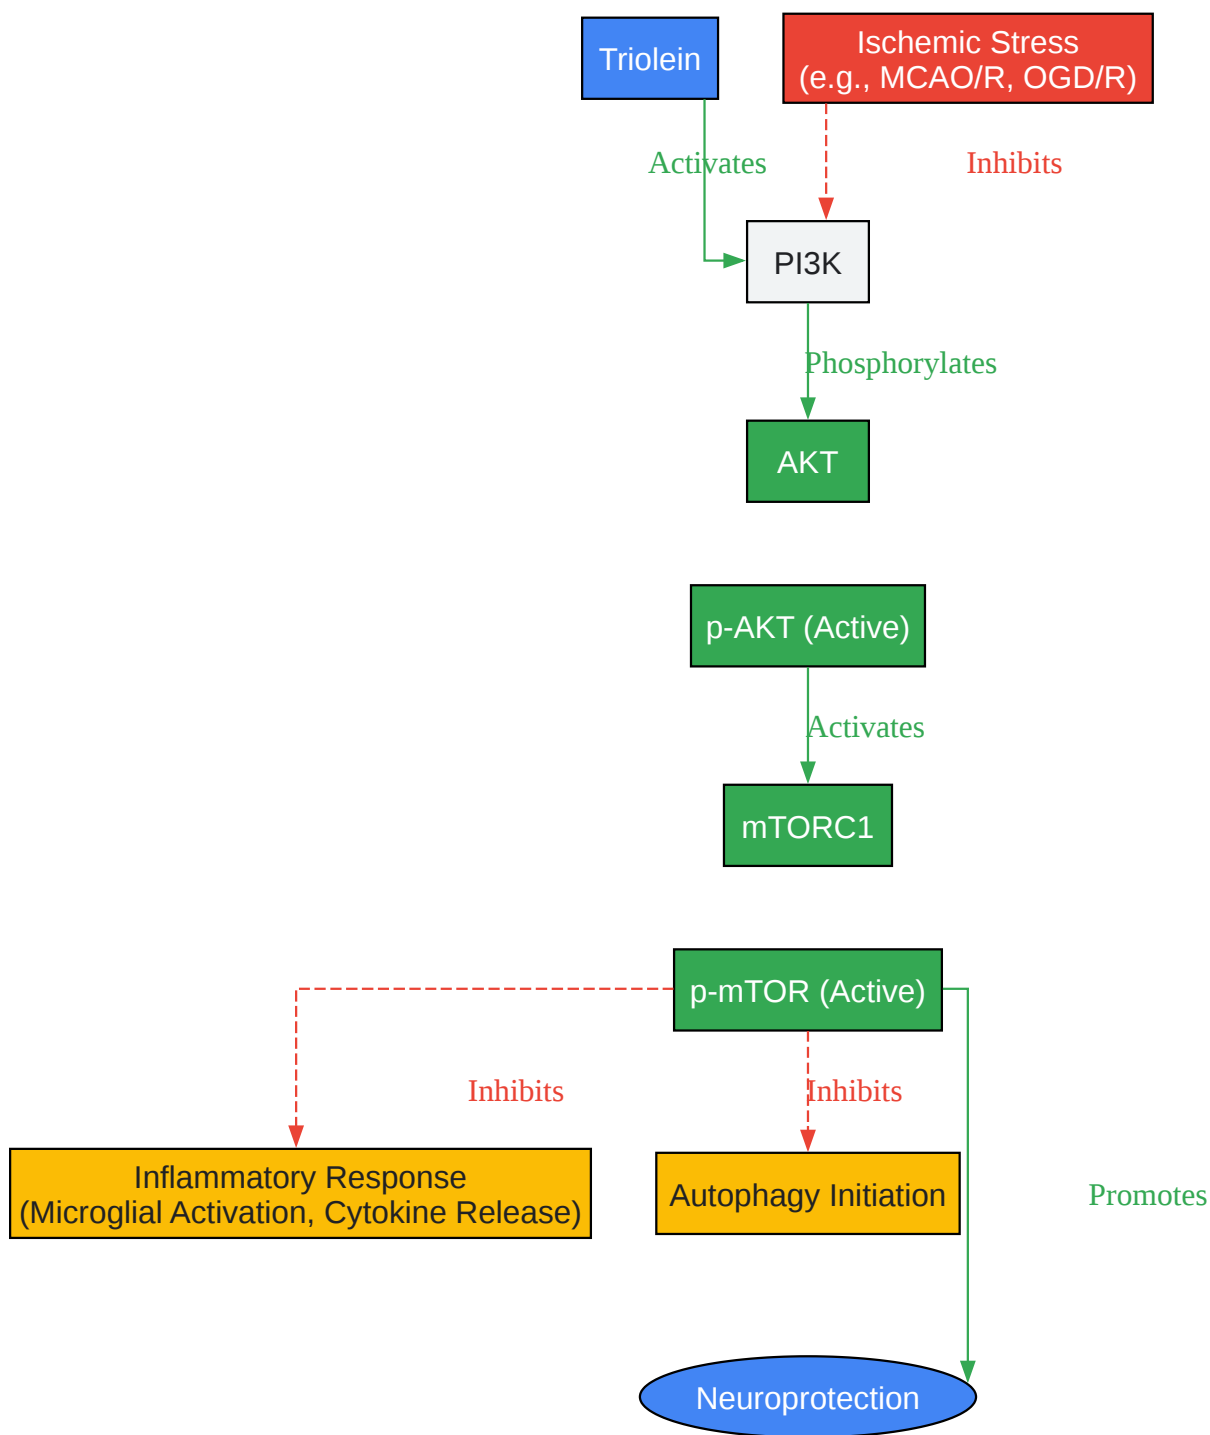 Triolein
Ischemic Stress
(e.g., MCAO/R, OGD/R)
Activates
Inhibits
PI3K
Phosphorylates
AKT
p-AKT (Active)
Activates
mTORC1
p-mTOR (Active)
Inhibits
Inhibits
Inflammatory Response
(Microglial Activation, Cytokine Release)
Autophagy Initiation
Promotes
Neuroprotection